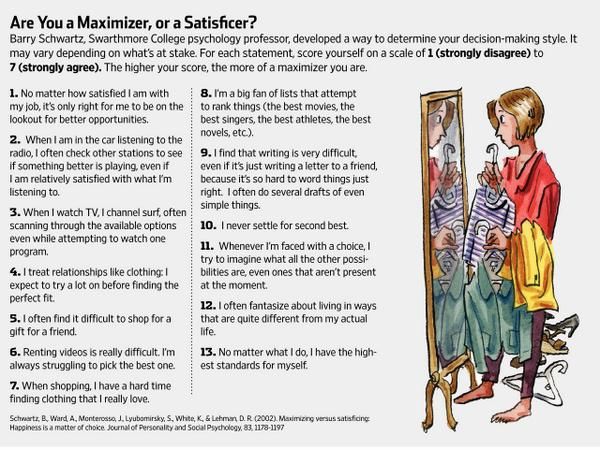 Are You a Maximizer, or a Satisficer?
Barry Schwartz, Swarthmore College psychology professor, developed a way to determine your decision-making style. It
may vary depending on what's at stake. For each statement, score yourself on a scale of 1 (strongly disagree) to
7 (strongly agree). The higher your score, the more of a maximizer you are.
1. No matter how satisfied I am with
my job, it's only right for me to be on the
lookout for better opportunities.
2. When I am in the car listening to the
radio, I often check other stations to see
if something better is playing, even if
I am relatively satisfied with what I'm
listening to.
3. When I watch TV, I channel surf, often
scanning through the available options
even while attempting to watch one
program.
4. I treat relationships like clothing: I
expect to try a lot on before finding the
perfect fit.
5. I often find it difficult to shop for a
gift for a friend.
6. Renting videos is really difficult. I'm
always struggling to pick the best one.
7. When shopping, I have a hard time
finding clothing that I really love.
8. I'm a big fan of lists that attempt
to rank things (the best movies, the
best singers, the best athletes, the best
novels, etc.).
9. I find that writing is very difficult,
even if it's just writing a letter to a friend,
because it's so hard to word things just
right. I often do several drafts of even
simple things.
10. I never settle for second best.
11. Whenever I'm faced with a choice, I
try to imagine what all the other possi-
bilities are, even ones that aren't present
at the moment.
12. I often fantasize about living in ways
that are quite different from my actual
life.
13. No matter what I do, I have the high-
est standards for myself.
Schwartz, B., Ward, A., Monterosso, J., Lyubomirsky, S., White, K., & Lehman, D. R. (2002). Maximizing versus satisficing:
Happiness is a matter of choice. Journal of Personality and Social Psychology, 83, 1178-1197